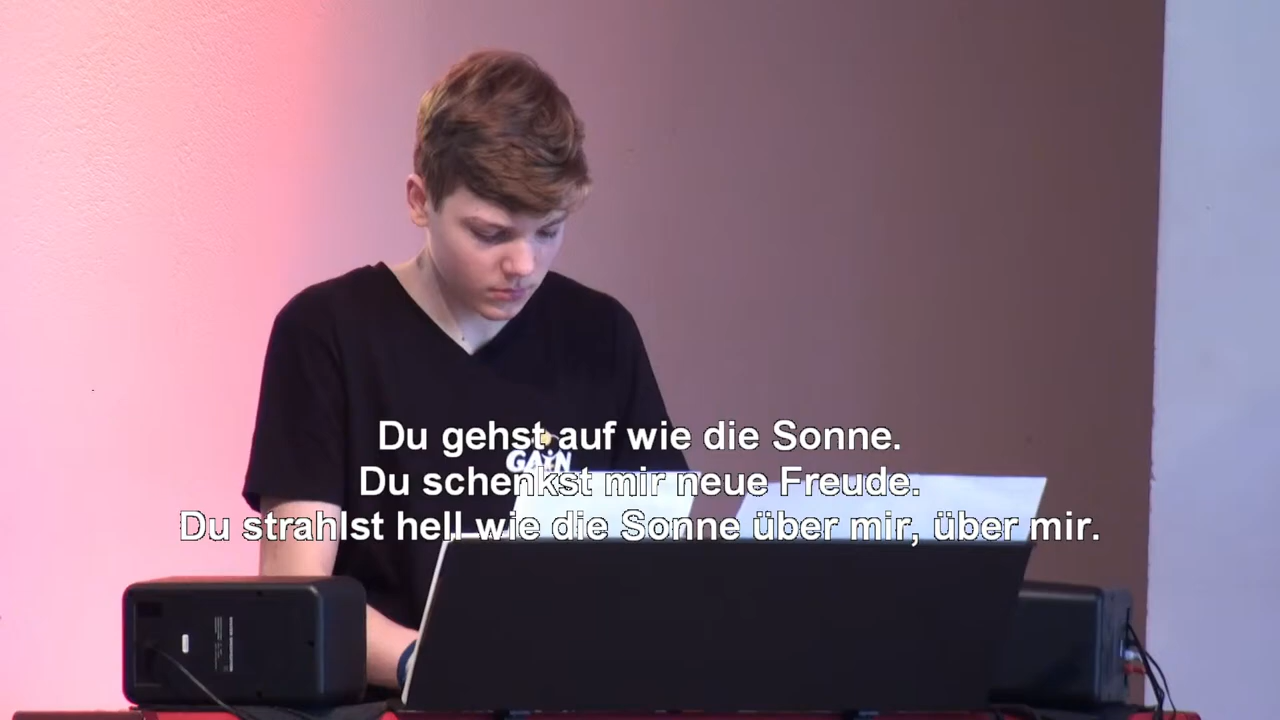 Du gehst auf wie die Sonne.
GAiN
Du schenkst mir neue Freude.
Du strahlst hell wie die Sonne über mir, über mir.